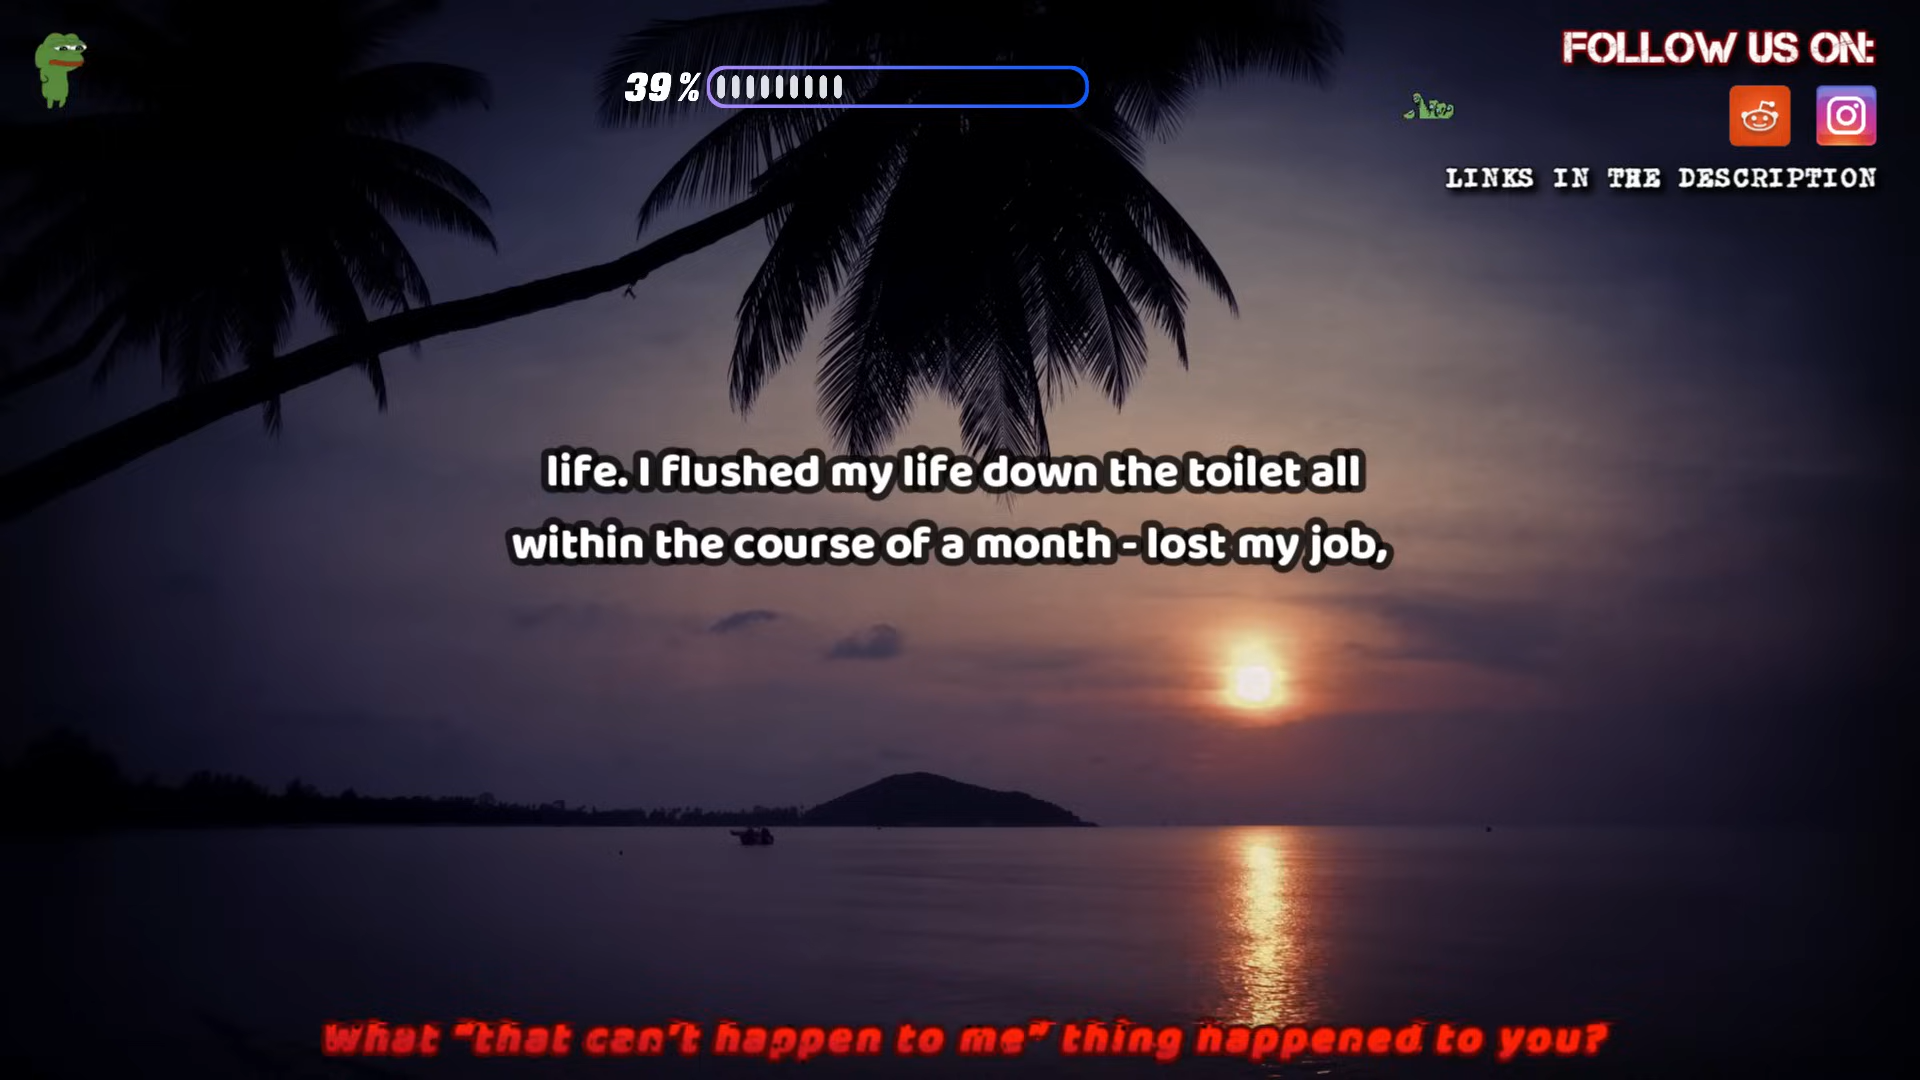 39%
FOLLOW US ON:
LINKS IN THE DESCRIPTION
life. I flushed my life down the toilet all
within the course of a month - lost my job,
What "that can't happen to me" thing happened to you?